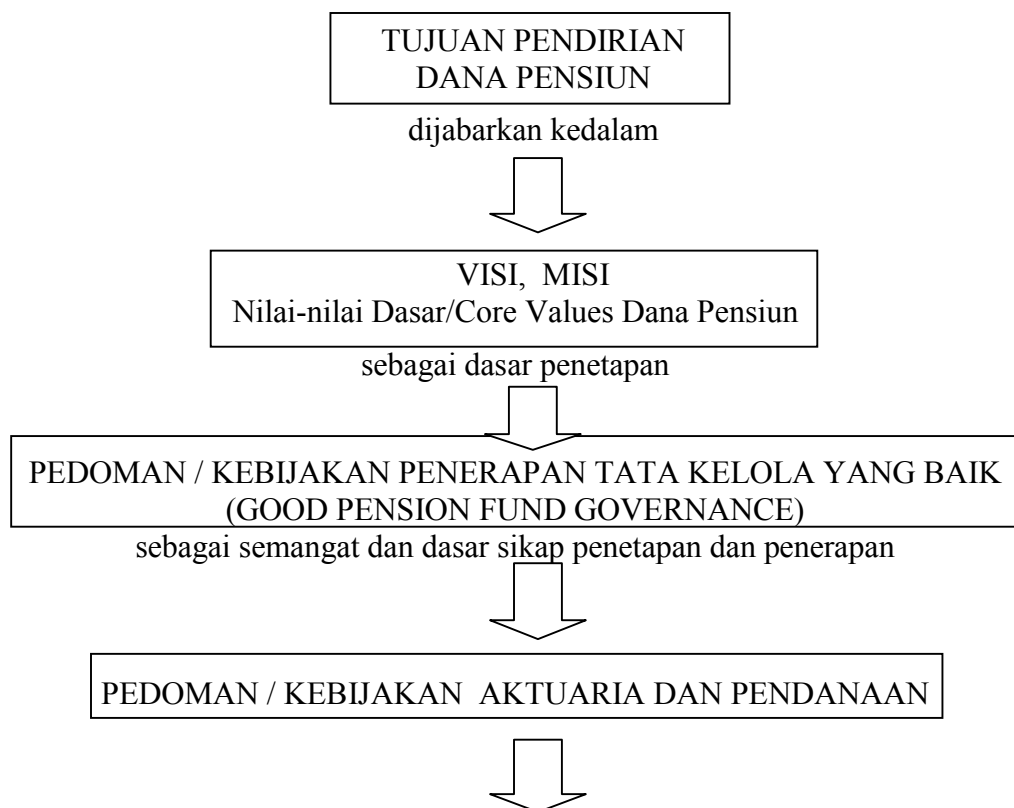 TUJUAN PENDIRIAN
DANA PENSIUN
dijabarkan kedalam
VISI, MISI
Nilai-nilai Dasar/Core Values Dana Pensiun
sebagai dasar penetapan
PEDOMAN / KEBIJAKAN PENERAPAN TATA KELOLA YANG BAIK
(GOOD PENSION FUND GOVERNANCE)
sebagai semangat dan dasar sikap penetapan dan penerapan
PEDOMAN / KEBIJAKAN AKTUARIA DAN PENDANAAN